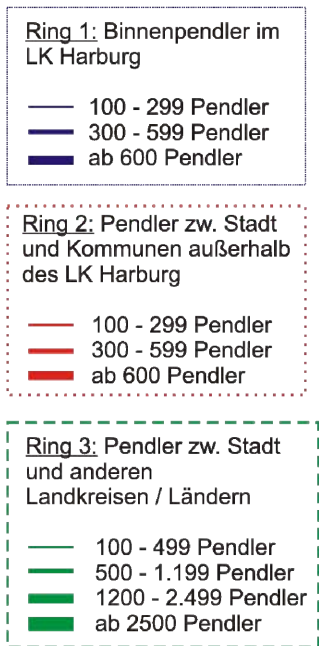 Ring 1: Binnenpendler im
LK Harburg
100 - 299 Pendler
300 - 599 Pendler
ab 600 Pendler
Ring 2: Pendler zw. Stadt
und Kommunen außerhalb
des LK Harburg
100 - 299 Pendler
300 - 599 Pendler
ab 600 Pendler
Ring 3: Pendler zw. Stadt
und anderen
Landkreisen / Ländern
100 - 499 Pendler
500 - 1.199 Pendler
1200 - 2.499 Pendler
ab 2500 Pendler